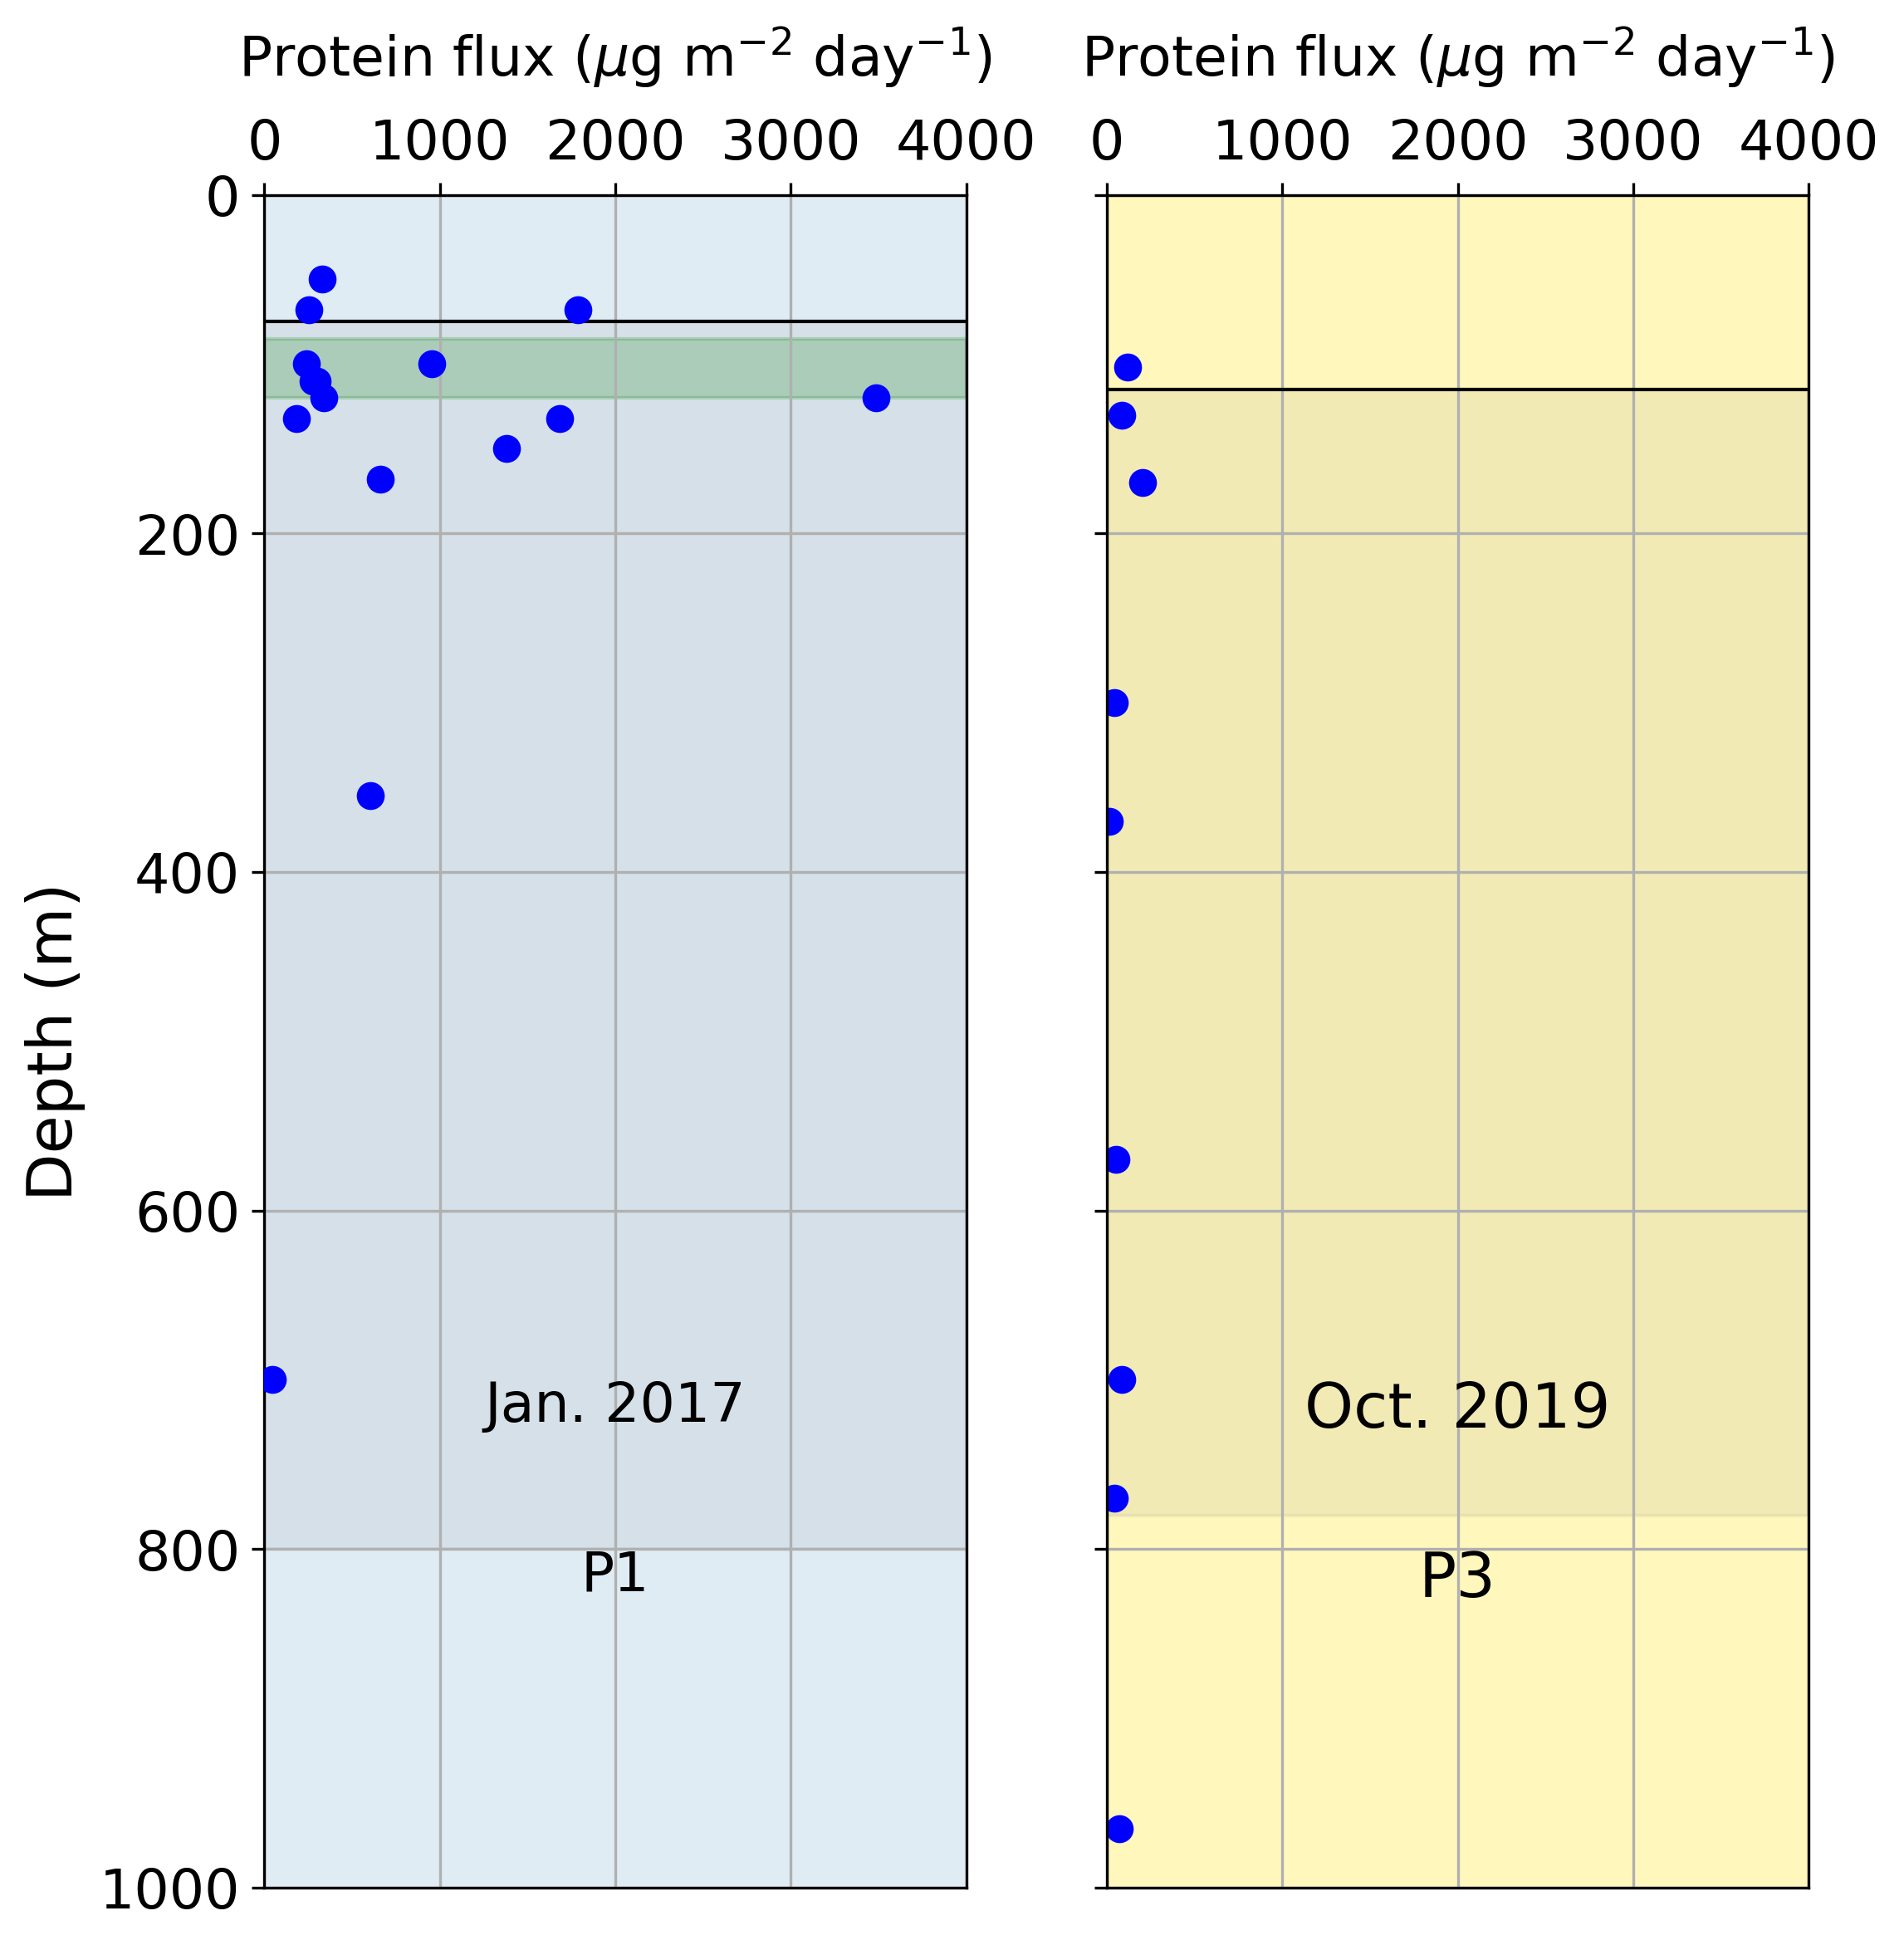 Protein flux (μg m⁻² day⁻¹) Protein flux (μg m⁻² day⁻¹)
0 1000 2000 3000 4000 0 1000 2000 3000 4000
0
200
400
600
800
1000
Depth (m)
Jan. 2017 Oct. 2019
P1 P3